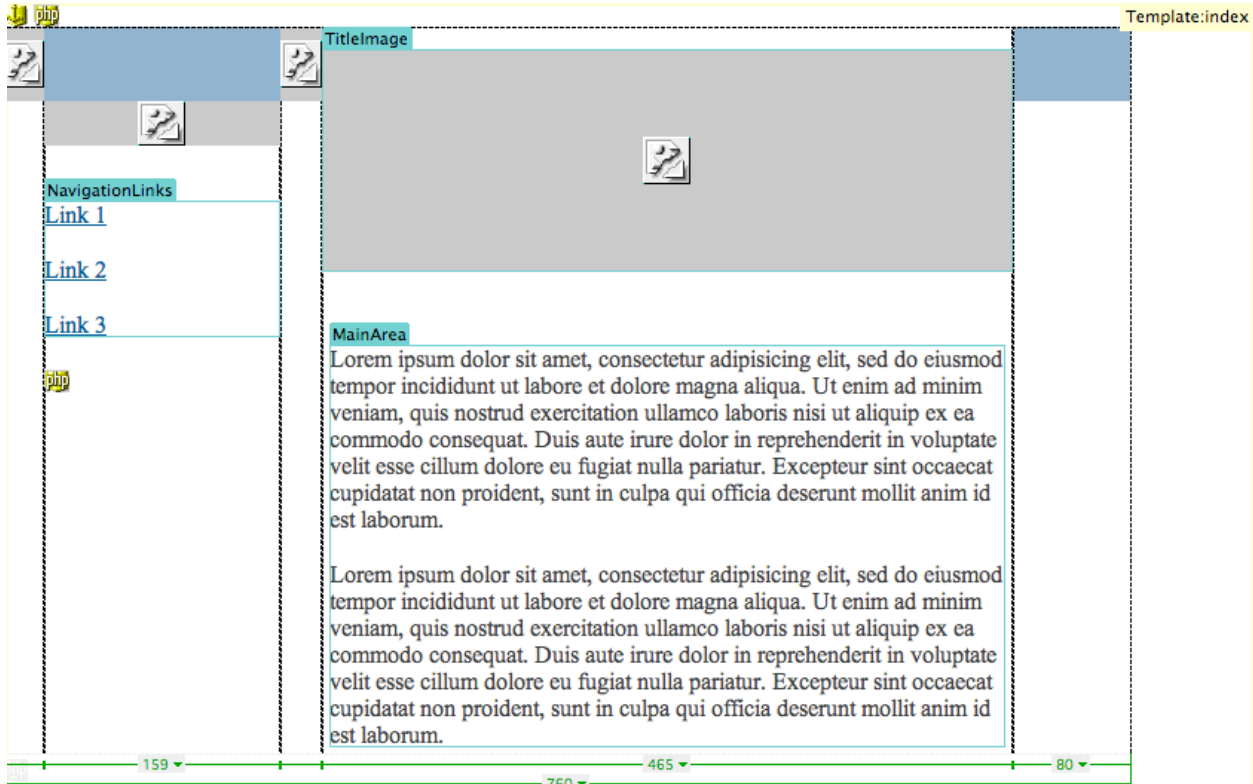 php
Template:index
TitleImage
NavigationLinks
Link 1
Link 2
Link 3
php
MainArea
Lorem ipsum dolor sit amet, consectetur adipisicing elit, sed do eiusmod
tempor incididunt ut labore et dolore magna aliqua. Ut enim ad minim
veniam, quis nostrud exercitation ullamco laboris nisi ut aliquip ex ea
commodo consequat. Duis aute irure dolor in reprehenderit in voluptate
velit esse cillum dolore eu fugiat nulla pariatur. Excepteur sint occaecat
cupidatat non proident, sunt in culpa qui officia deserunt mollit anim id
est laborum.
Lorem ipsum dolor sit amet, consectetur adipisicing elit, sed do eiusmod
tempor incididunt ut labore et dolore magna aliqua. Ut enim ad minim
veniam, quis nostrud exercitation ullamco laboris nisi ut aliquip ex ea
commodo consequat. Duis aute irure dolor in reprehenderit in voluptate
velit esse cillum dolore eu fugiat nulla pariatur. Excepteur sint occaecat
cupidatat non proident, sunt in culpa qui officia deserunt mollit anim id
est laborum.
159 465 80